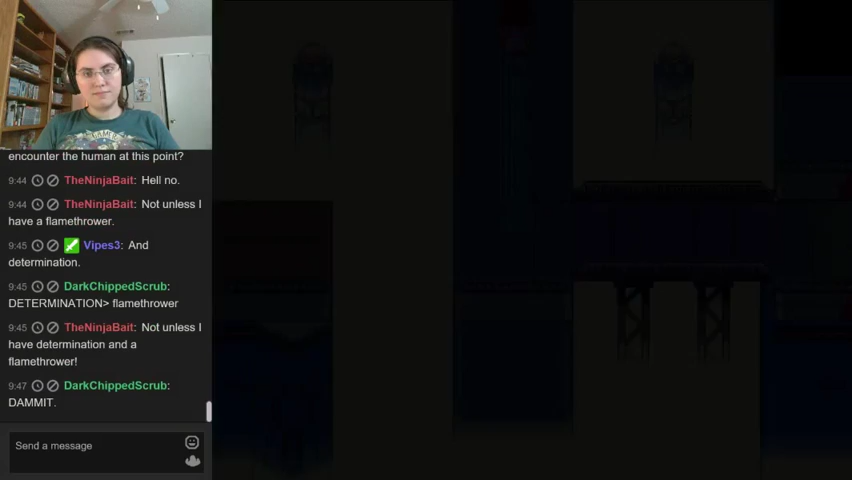 encounter the human at this point?
9:44 TheNinjaBait: Hell no.
9:44 TheNinjaBait: Not unless I
have a flamethrower.
9:45 Vipes3: And
determination.
9:45 DarkChippedScrub:
DETERMINATION> flamethrower
9:45 TheNinjaBait: Not unless I
have determination and a
flamethrower!
9:47 DarkChippedScrub:
DAMMIT.
Send a message